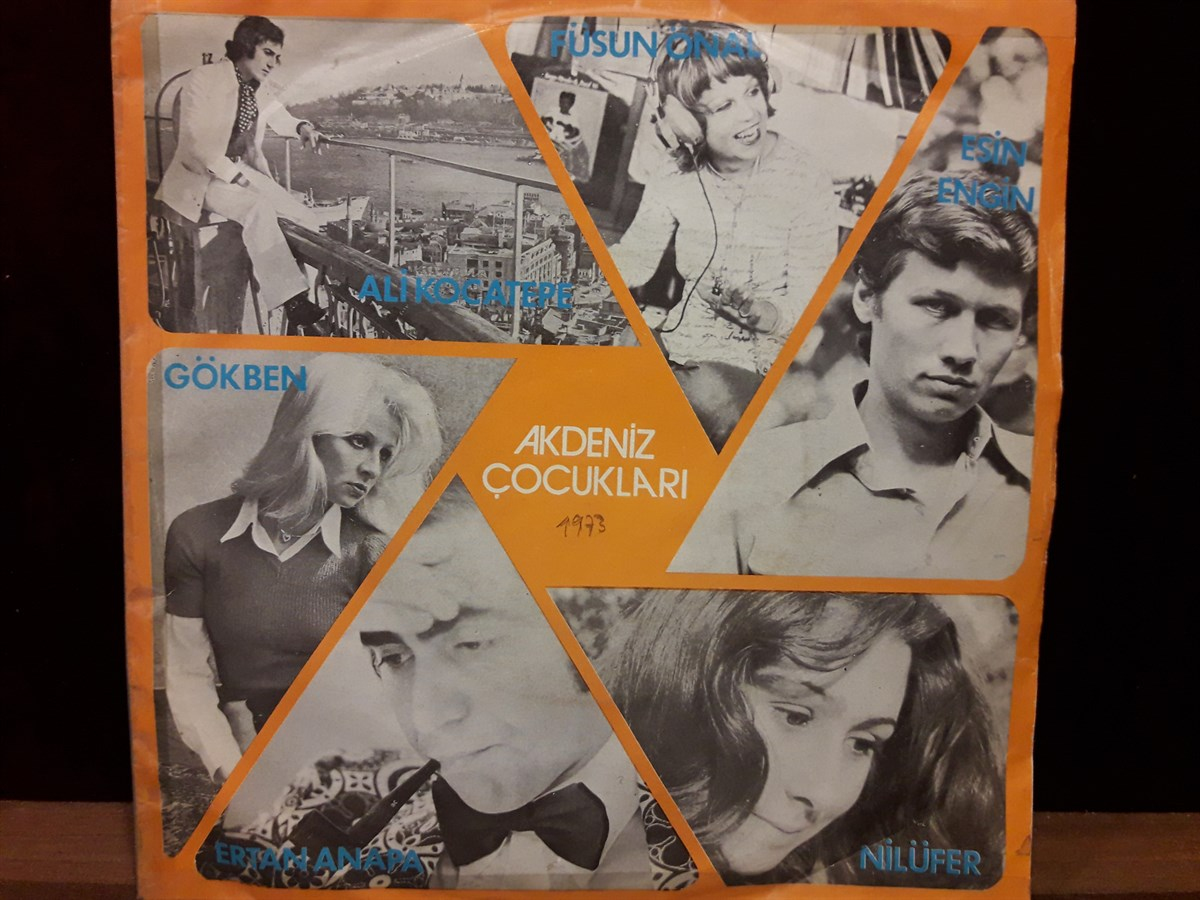 FÜSUN ÖNAL
ESİN
ENGİN
ALİ KOCATEPE
GÖKBEN
AKDENİZ
ÇOCUKLARI
1973
ERTAN ANAPA
NİLÜFER